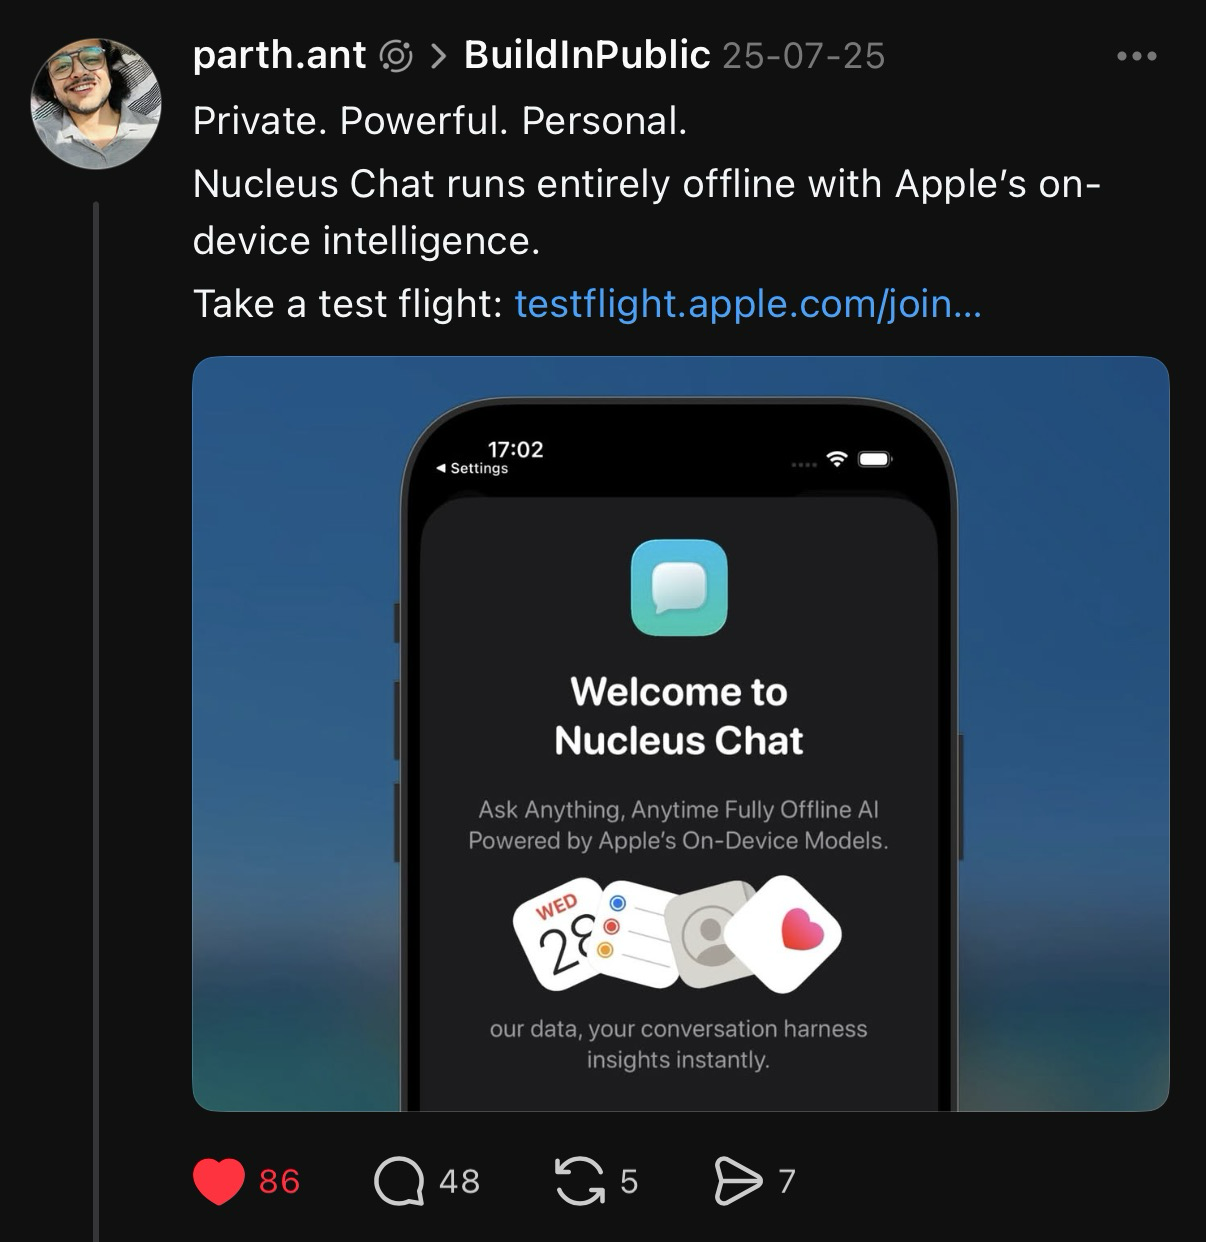 parth.ant > BuildInPublic 25-07-25
Private. Powerful. Personal.
Nucleus Chat runs entirely offline with Apple’s on-
device intelligence.
Take a test flight: testflight.apple.com/join...
17:02
◀ Settings
Welcome to
Nucleus Chat
Ask Anything, Anytime Fully Offline AI
Powered by Apple’s On-Device Models.
WED
28
our data, your conversation harness
insights instantly.
86 48 5 7